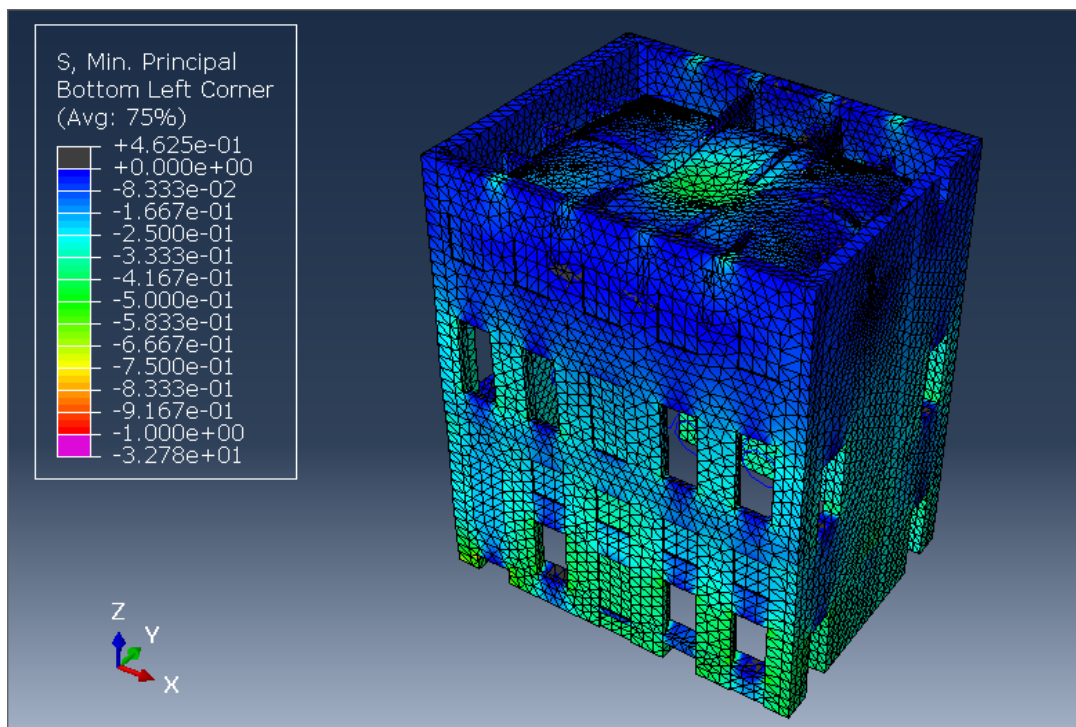 S, Min. Principal
Bottom Left Corner
(Avg: 75%)
+4.625e-01
+0.000e+00
-8.333e-02
-1.667e-01
-2.500e-01
-3.333e-01
-4.167e-01
-5.000e-01
-5.833e-01
-6.667e-01
-7.500e-01
-8.333e-01
-9.167e-01
-1.000e+00
-3.278e+01
Z
Y
X